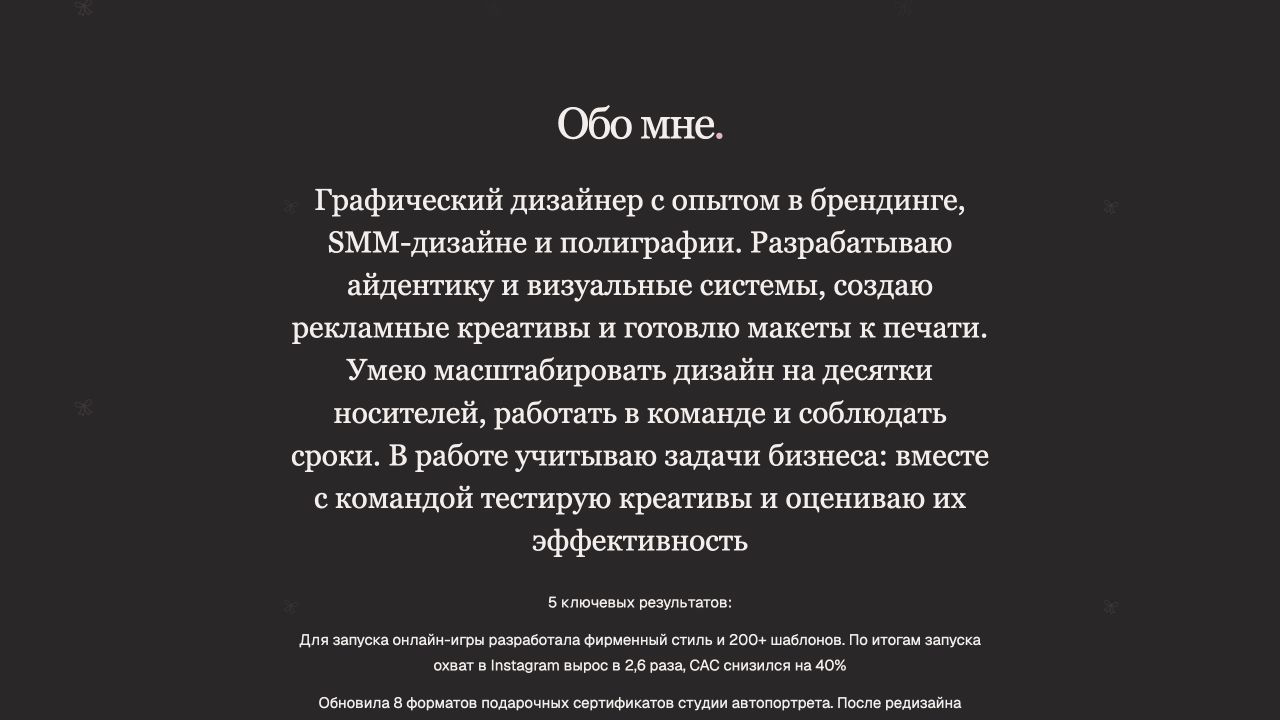 Обо мне.
Графический дизайнер с опытом в брендинге,
SMM-дизайне и полиграфии. Разрабатываю
айдентику и визуальные системы, создаю
рекламные креативы и готовлю макеты к печати.
Умею масштабировать дизайн на десятки
носителей, работать в команде и соблюдать
сроки. В работе учитываю задачи бизнеса: вместе
с командой тестирую креативы и оцениваю их
эффективность
5 ключевых результатов:
Для запуска онлайн-игры разработала фирменный стиль и 200+ шаблонов. По итогам запуска
охват в Instagram вырос в 2,6 раза, CAC снизился на 40%
Обновила 8 форматов подарочных сертификатов студии автопортрета. После редизайна